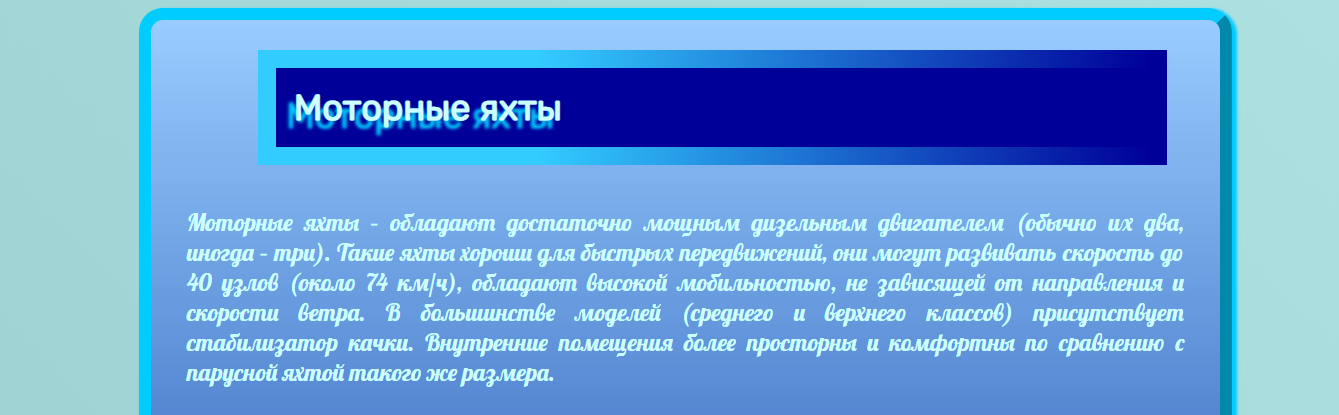 Моторные яхты
Моторные яхты - обладают достаточно мощным дизельным двигателем (обычно их два,
иногда - три). Такие яхты хороши для быстрых передвижений, они могут развивать скорость до
40 узлов (около 74 км/ч), обладают высокой мобильностью, не зависящей от направления и
скорости ветра. В большинстве моделей (среднего и верхнего классов) присутствует
стабилизатор качки. Внутренние помещения более просторны и комфортны по сравнению с
парусной яхтой такого же размера.